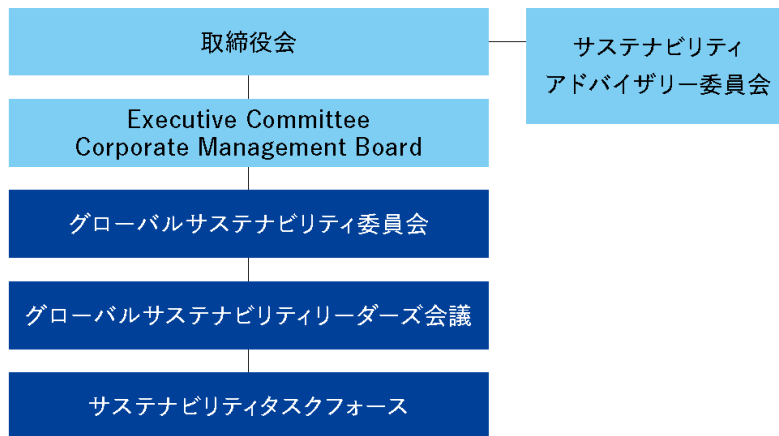 取締役会
サステナビリティ
アドバイザリー委員会
Executive Committee
Corporate Management Board
グローバルサステナビリティ委員会
グローバルサステナビリティリーダーズ会議
サステナビリティタスクフォース